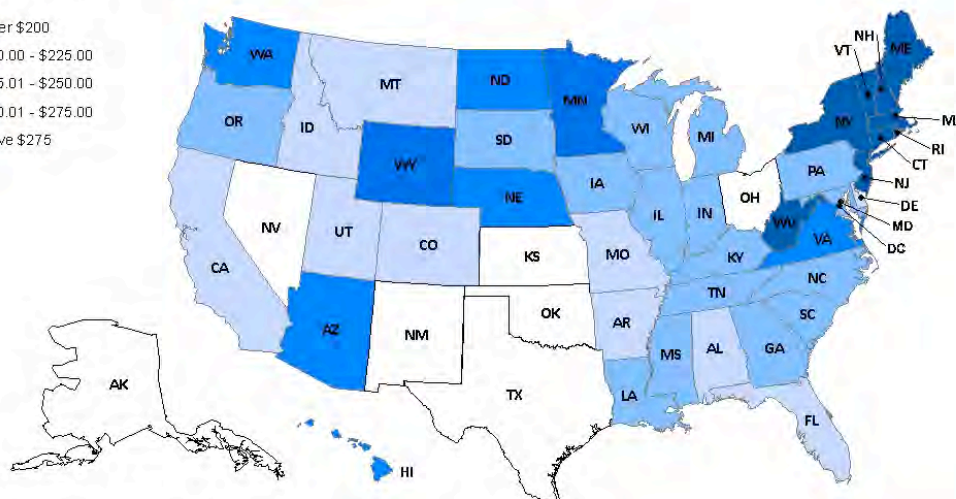 er $200
0.00 - $225.00
5.01 - $250.00
0.01 - $275.00
ve $275
WA
OR
CA
ID
NV
MT
WY
UT
AZ
CO
NM
ND
SD
NE
KS
OK
TX
MN
IA
MO
AR
LA
WI
IL
MS
MI
IN
KY
TN
AL
OH
WV
VA
NC
SC
GA
FL
PA
NY
VT
NH
ME
RI
CT
NJ
DE
MD
DC
AK
HI